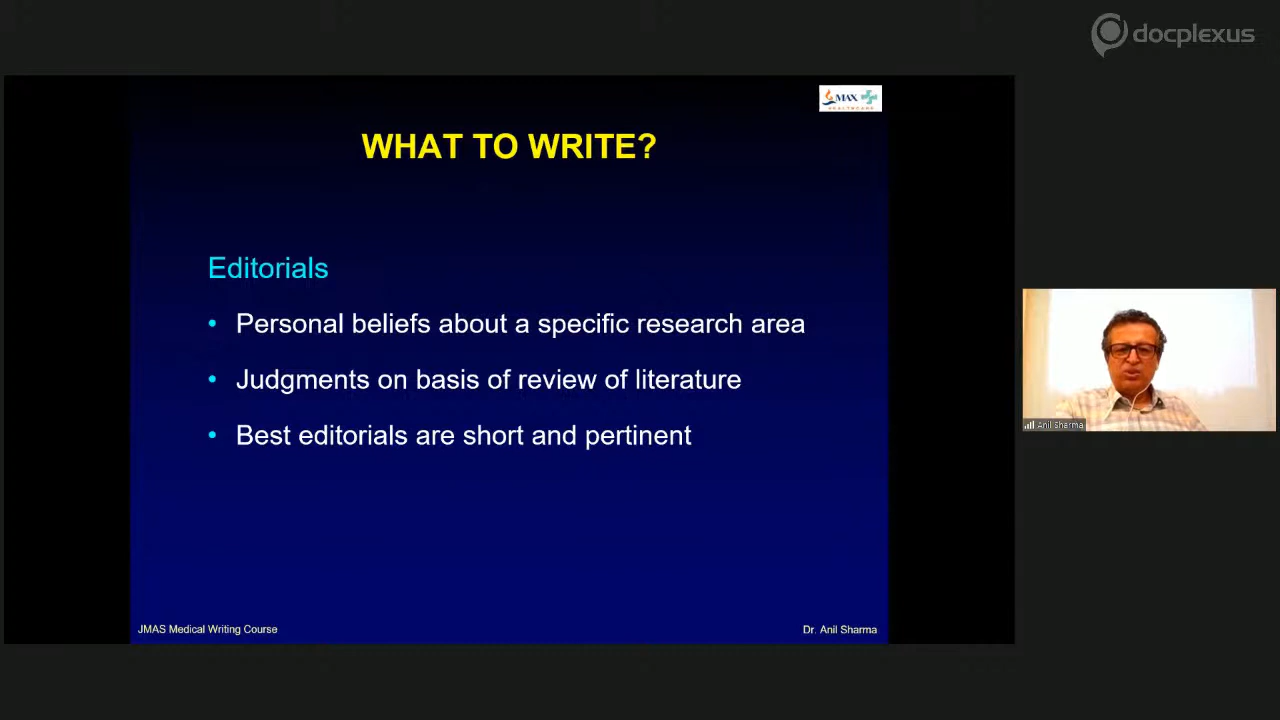 docplexus
MAX
HEALTHCARE
WHAT TO WRITE?
Editorials
• Personal beliefs about a specific research area
• Judgments on basis of review of literature
• Best editorials are short and pertinent
Anil Sharma
JMAS Medical Writing Course
Dr. Anil Sharma